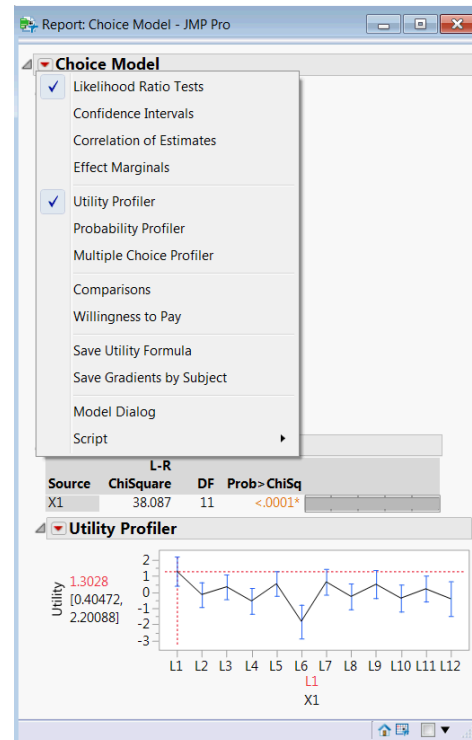 Report: Choice Model - JMP Pro
Choice Model
Likelihood Ratio Tests
Confidence Intervals
Correlation of Estimates
Effect Marginals
Utility Profiler
Probability Profiler
Multiple Choice Profiler
Comparisons
Willingness to Pay
Save Utility Formula
Save Gradients by Subject
Model Dialog
Script
L-R
Source ChiSquare DF Prob>ChiSq
X1 38.087 11 <.0001*
Utility Profiler
Utility
1.3028
[0.40472,
2.20088]
2
1
0
-1
-2
-3
L1 L2 L3 L4 L5 L6 L7 L8 L9 L10 L11 L12
L1
X1